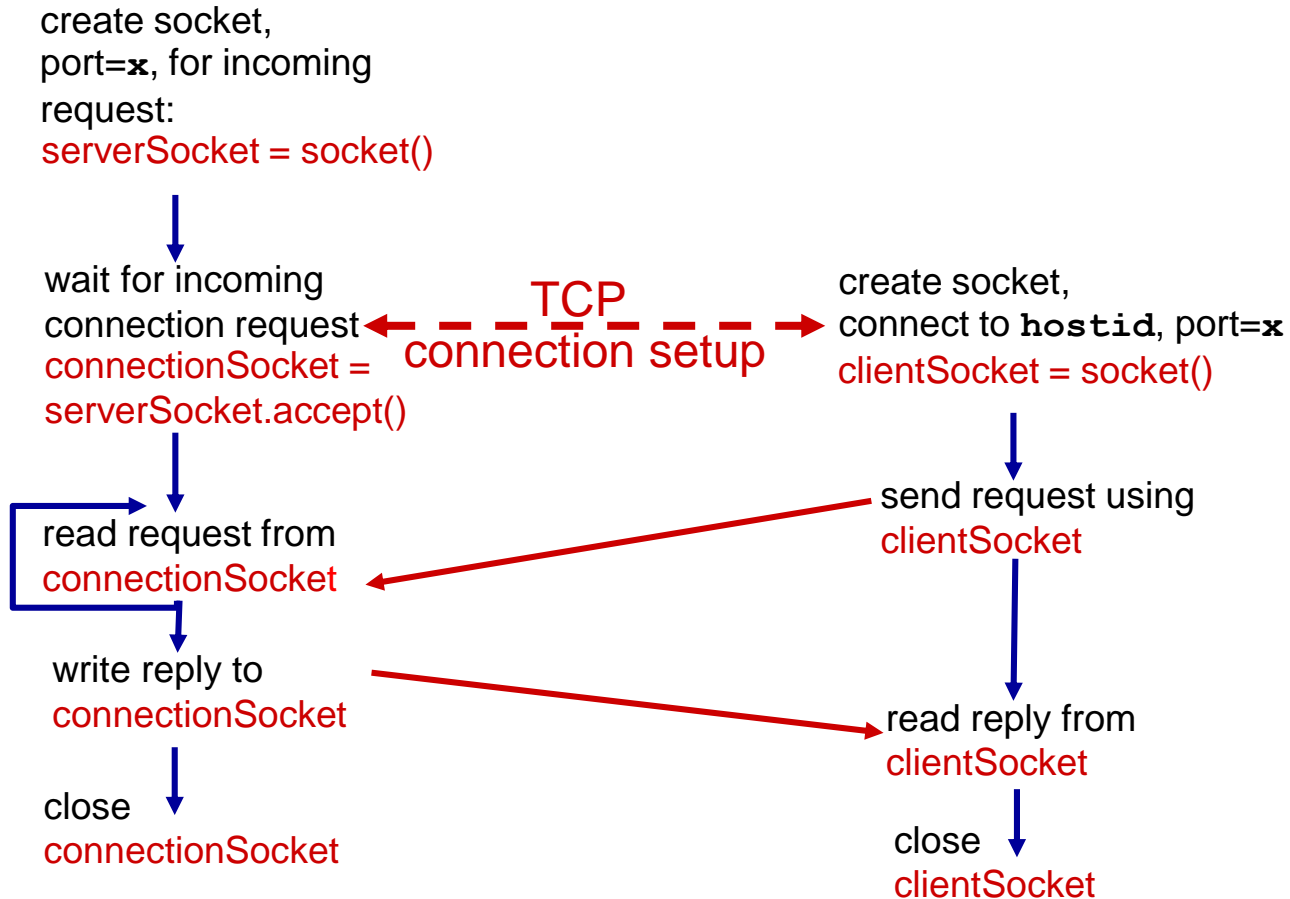 create socket,
port=x, for incoming
request:
serverSocket = socket()
wait for incoming
connection request
connectionSocket =
serverSocket.accept()
TCP
connection setup
create socket,
connect to hostid, port=x
clientSocket = socket()
read request from
connectionSocket
send request using
clientSocket
write reply to
connectionSocket
read reply from
clientSocket
close
connectionSocket
close
clientSocket